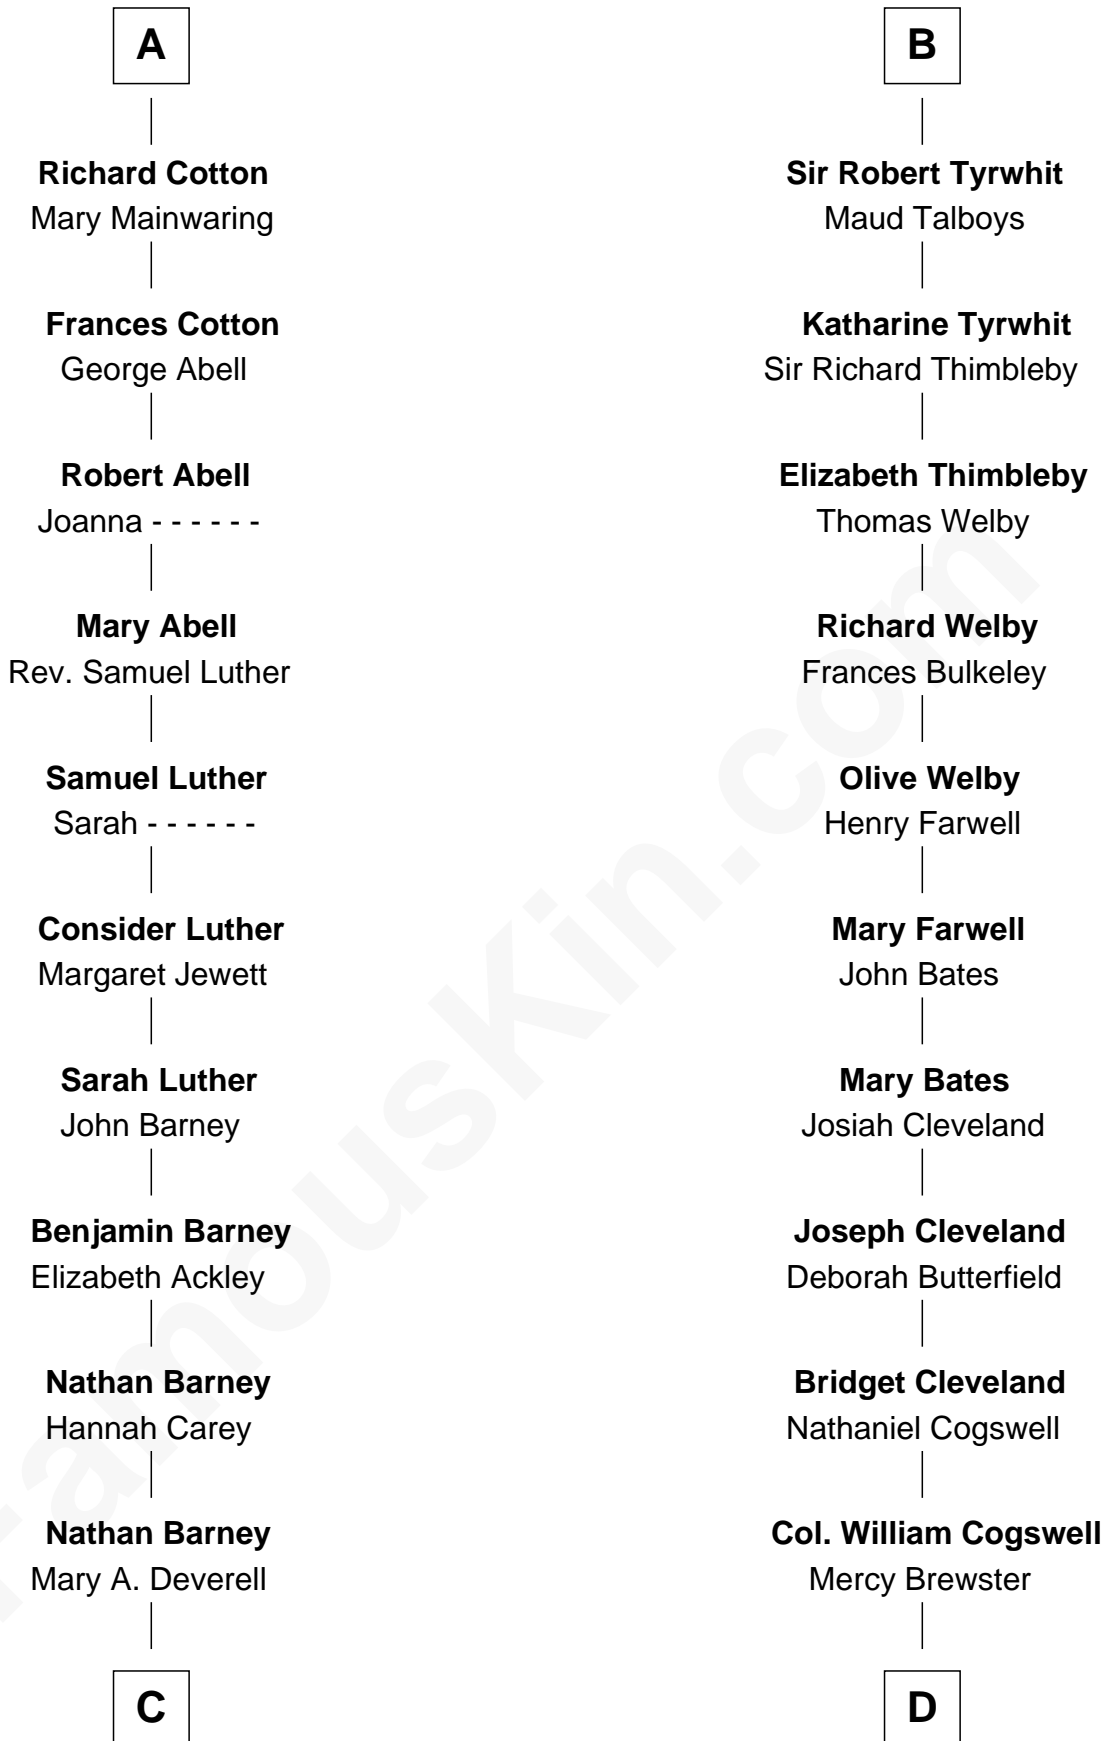 A
Richard Cotton
Mary Mainwaring
Frances Cotton
George Abell
Robert Abell
Joanna - - - - - -
Mary Abell
Rev. Samuel Luther
Samuel Luther
Sarah - - - - - -
Consider Luther
Margaret Jewett
Sarah Luther
John Barney
Benjamin Barney
Elizabeth Ackley
Nathan Barney
Hannah Carey
Nathan Barney
Mary A. Deverell
C
B
Sir Robert Tyrwhit
Maud Talboys
Katharine Tyrwhit
Sir Richard Thimbleby
Elizabeth Thimbleby
Thomas Welby
Richard Welby
Frances Bulkeley
Olive Welby
Henry Farwell
Mary Farwell
John Bates
Mary Bates
Josiah Cleveland
Joseph Cleveland
Deborah Butterfield
Bridget Cleveland
Nathaniel Cogswell
Col. William Cogswell
Mercy Brewster
D
FamousKin.com